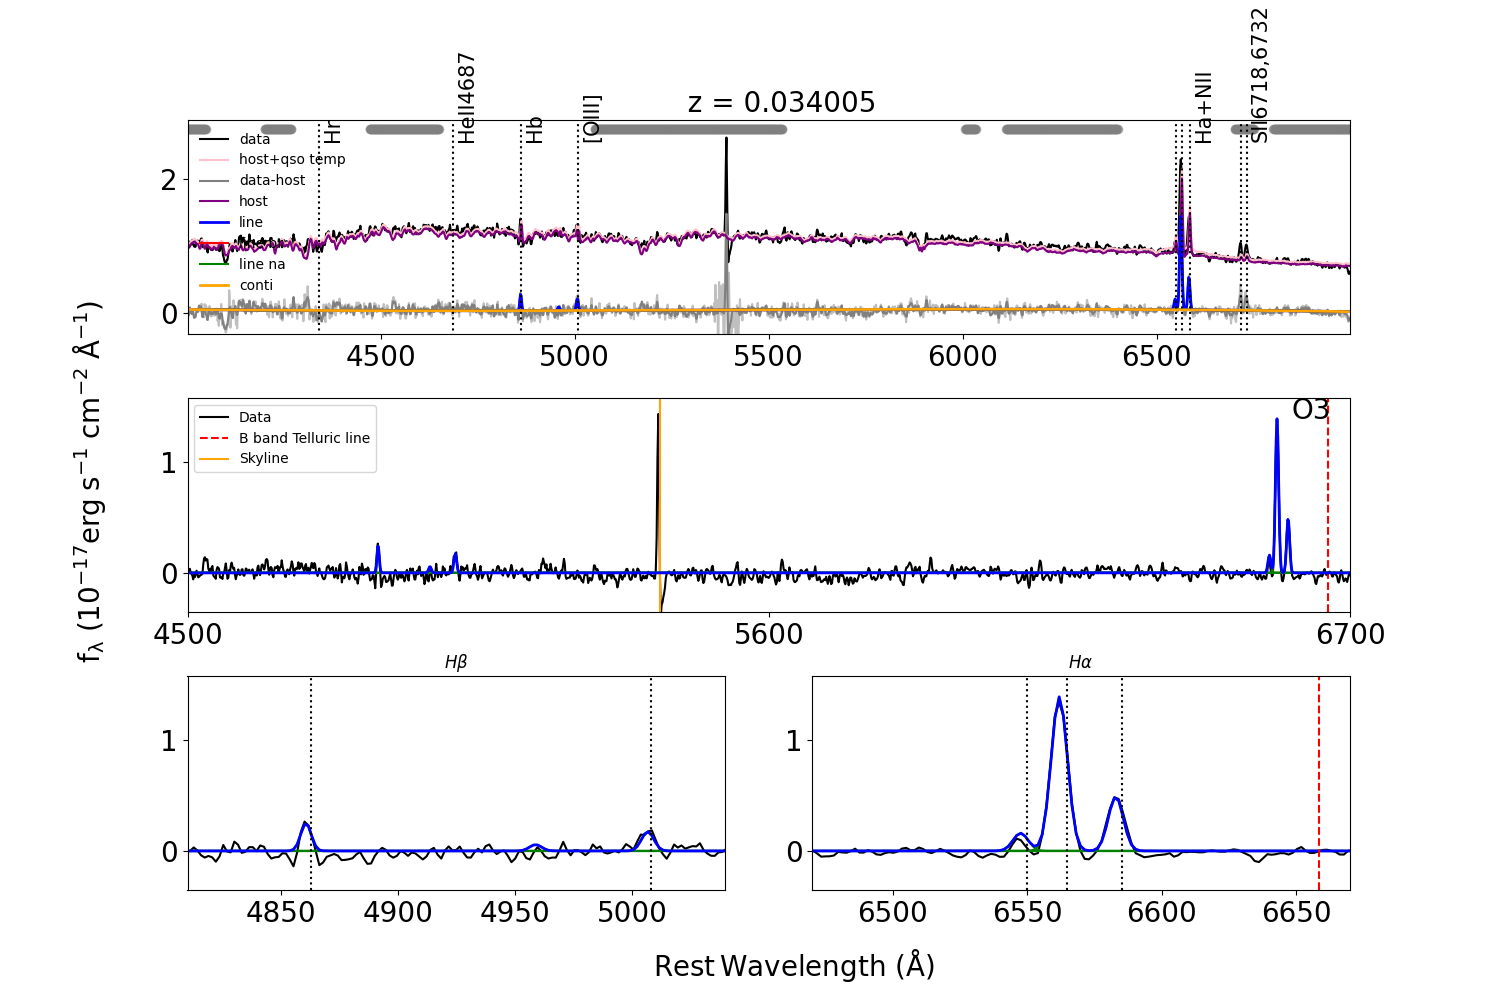 z = 0.034005
Hr
HeII4687
Hb
[OIII]
Ha+NII
SII6718,6732
data
host+qso temp
data-host
host
line
line na
conti
2
0
4500
5000
5500
6000
6500
fλ (10−17erg s−1 cm−2 Å−1)
Data
B band Telluric line
Skyline
O3
1
0
4500
5600
6700
Hβ
1
0
4850
4900
4950
5000
Hα
1
0
6500
6550
6600
6650
Rest Wavelength (Å)